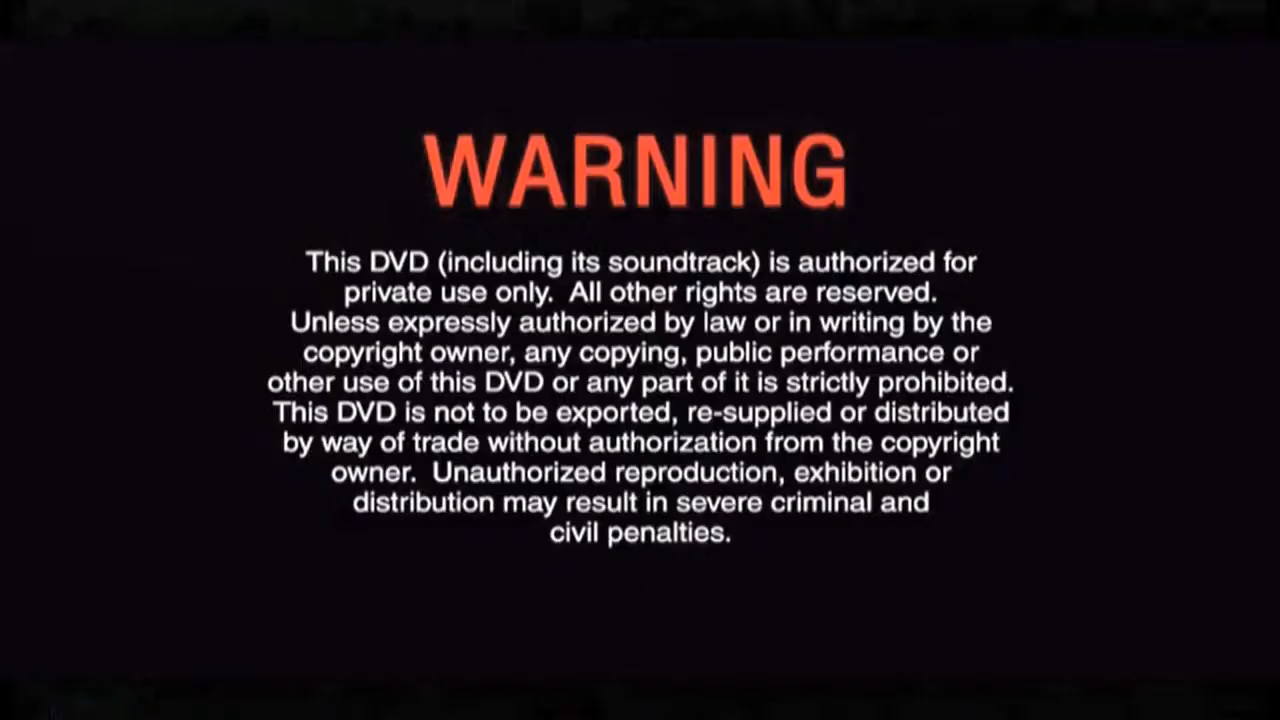 WARNING
This DVD (including its soundtrack) is authorized for
private use only.  All other rights are reserved.
Unless expressly authorized by law or in writing by the
copyright owner, any copying, public performance or
other use of this DVD or any part of it is strictly prohibited.
This DVD is not to be exported, re-supplied or distributed
by way of trade without authorization from the copyright
owner.  Unauthorized reproduction, exhibition or
distribution may result in severe criminal and
civil penalties.